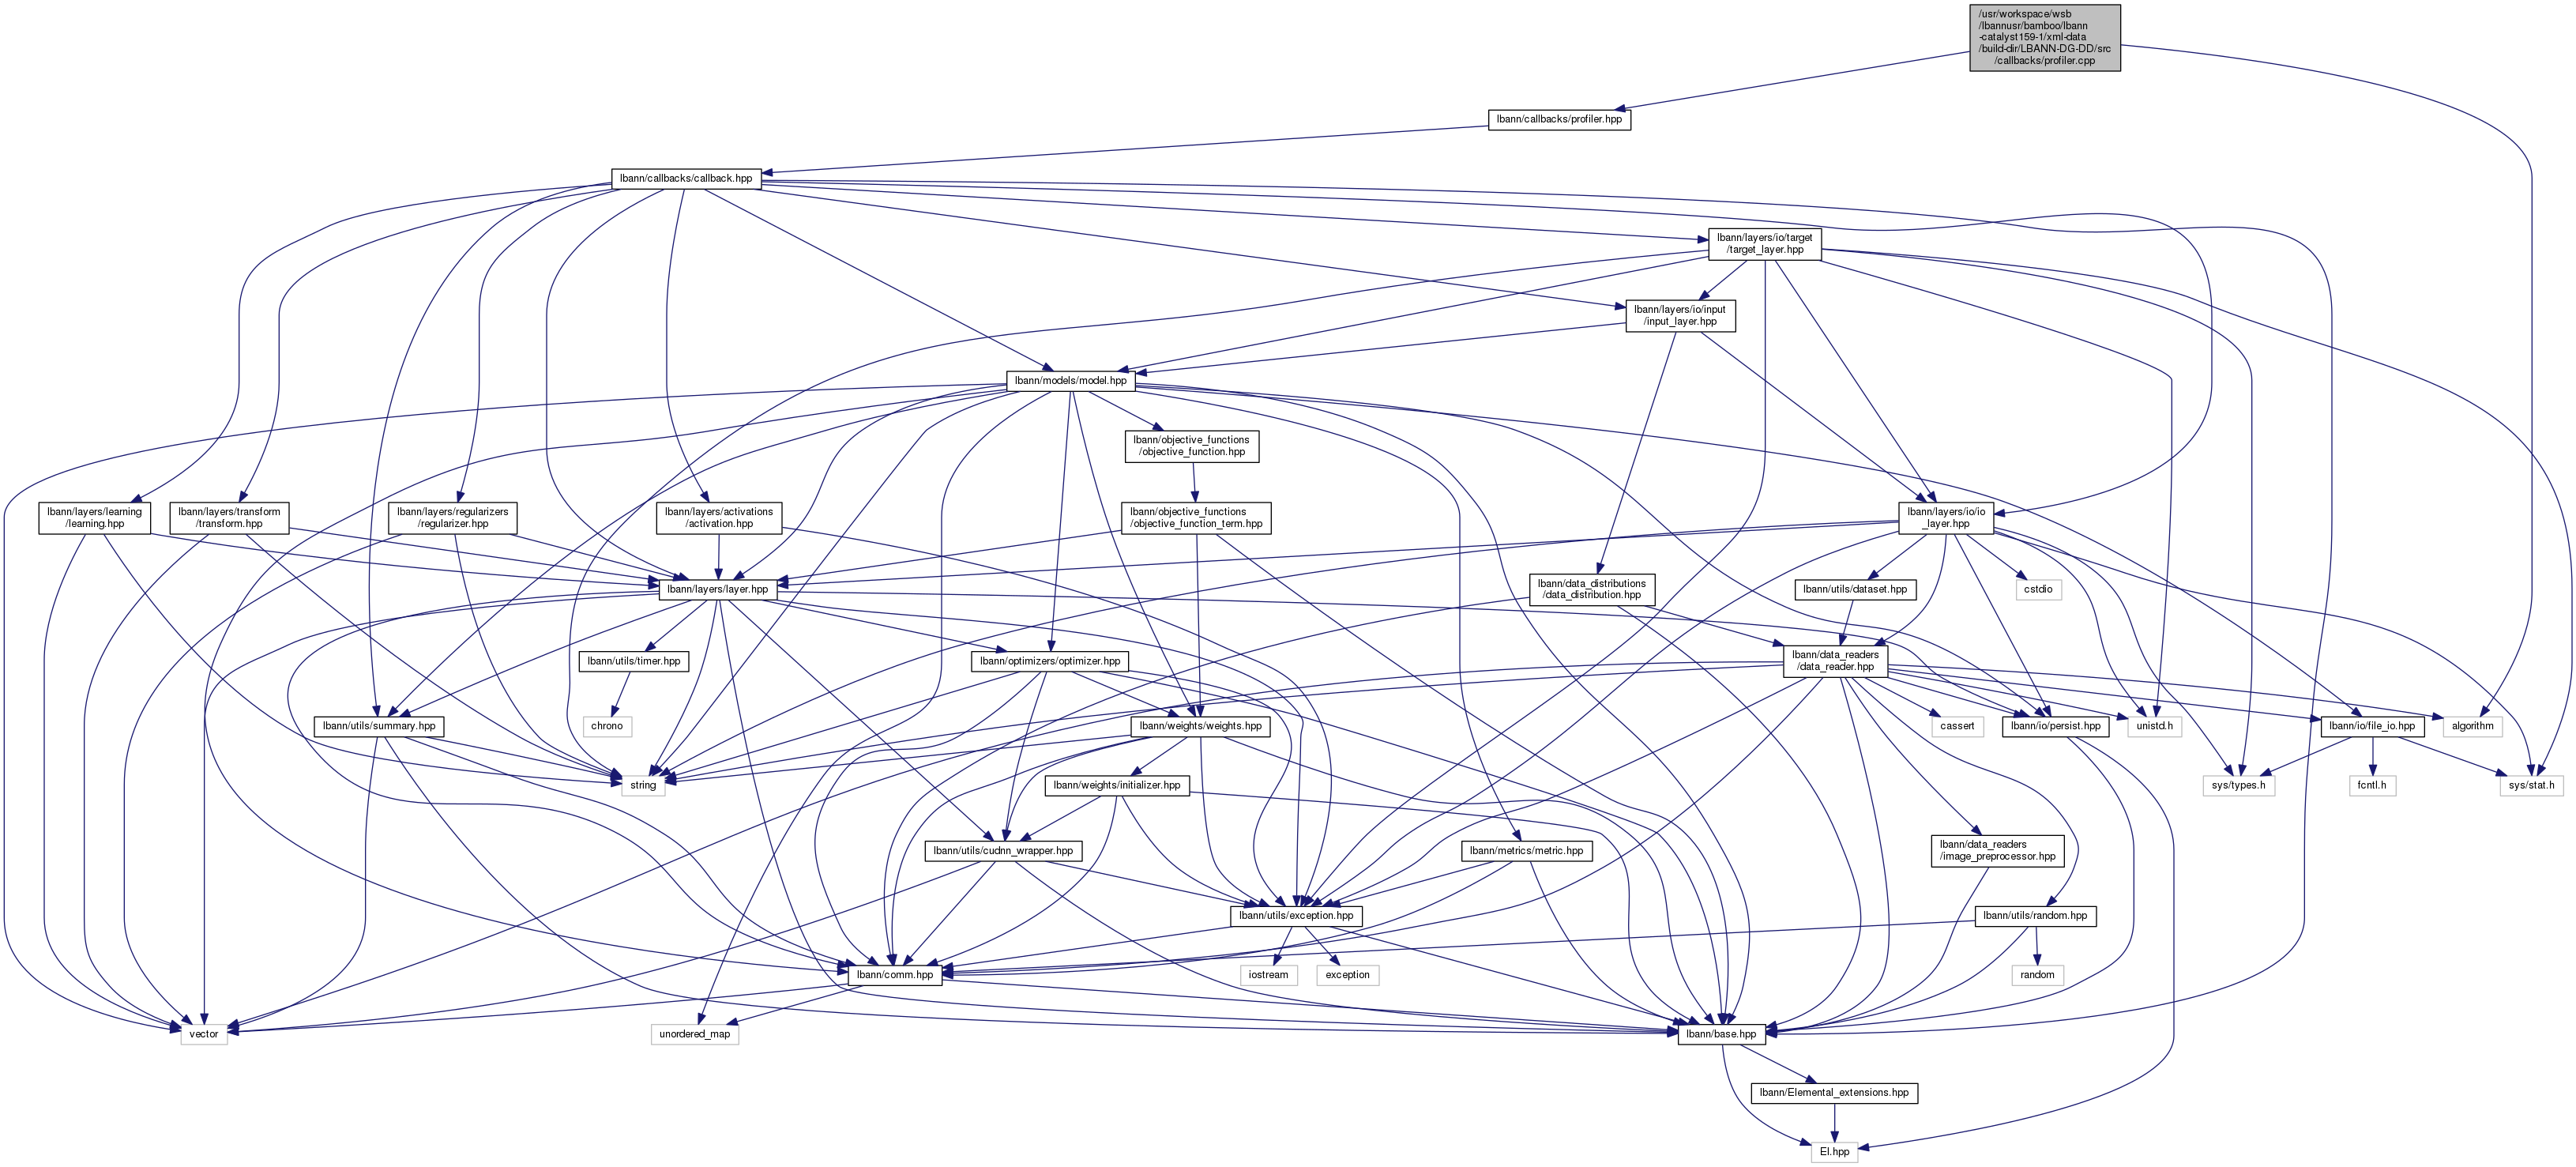 /usr/workspace/wsb
/lbannusr/bamboo/lbann
-catalyst159-1/xml-data
/build-dir/LBANN-DG-DD/src
/callbacks/profiler.cpp
lbann/callbacks/profiler.hpp
lbann/callbacks/callback.hpp
lbann/layers/io/target
/target_layer.hpp
lbann/layers/io/input
/input_layer.hpp
lbann/models/model.hpp
lbann/objective_functions
/objective_function.hpp
lbann/layers/learning
/learning.hpp
lbann/layers/transform
/transform.hpp
lbann/layers/regularizers
/regularizer.hpp
lbann/layers/activations
/activation.hpp
lbann/objective_functions
/objective_function_term.hpp
lbann/layers/io/io
_layer.hpp
lbann/layers/layer.hpp
lbann/data_distributions
/data_distribution.hpp
lbann/utils/dataset.hpp
cstdio
lbann/utils/timer.hpp
lbann/optimizers/optimizer.hpp
lbann/data_readers
/data_reader.hpp
chrono
lbann/utils/summary.hpp
lbann/weights/weights.hpp
cassert
lbann/io/persist.hpp
unistd.h
lbann/io/file_io.hpp
algorithm
string
lbann/weights/initializer.hpp
sys/types.h
fcntl.h
sys/stat.h
lbann/utils/cudnn_wrapper.hpp
lbann/metrics/metric.hpp
lbann/data_readers
/image_preprocessor.hpp
lbann/utils/exception.hpp
lbann/utils/random.hpp
lbann/comm.hpp
iostream
exception
random
vector
unordered_map
lbann/base.hpp
lbann/Elemental_extensions.hpp
El.hpp